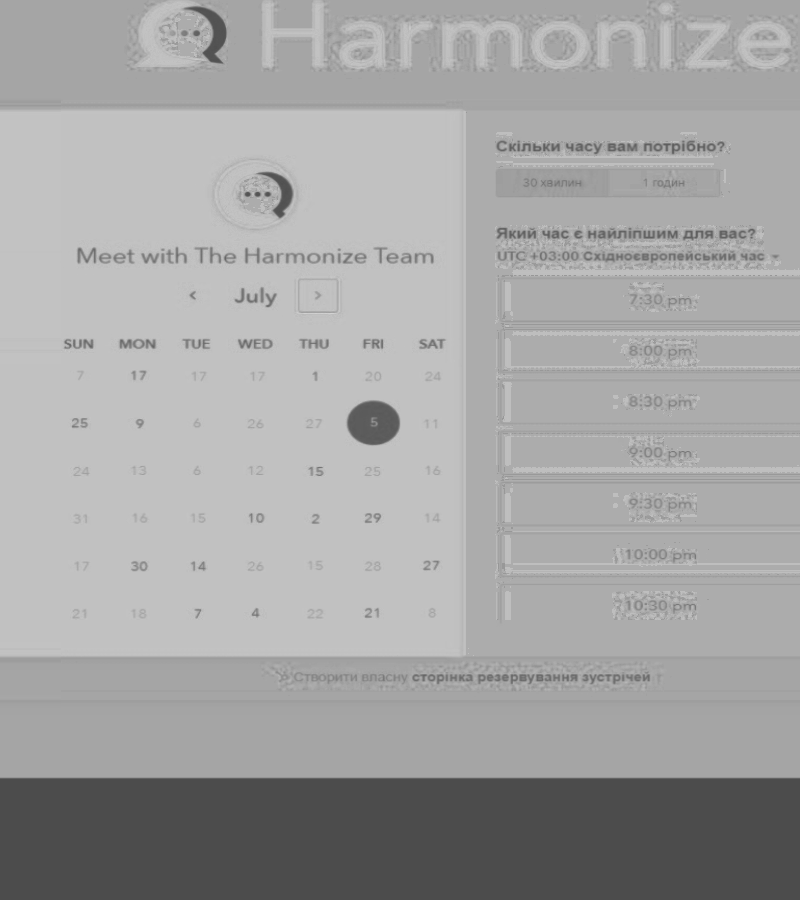 Harmonize
Meet with The Harmonize Team
< July >
SUN MON TUE WED THU FRI SAT
7 17 17 17 1 20 24
25 9 6 26 27 5 11
24 13 6 12 15 25 16
31 16 15 10 2 29 14
17 30 14 26 15 28 27
21 18 7 4 22 21 8
Скільки часу вам потрібно?
30 хвилин 1 годин
Який час є найліпшим для вас?
UTC +03:00 Східноєвропейський час
7:30 pm
8:00 pm
8:30 pm
9:00 pm
9:30 pm
10:00 pm
10:30 pm
Створити власну сторінка резервування зустрічей